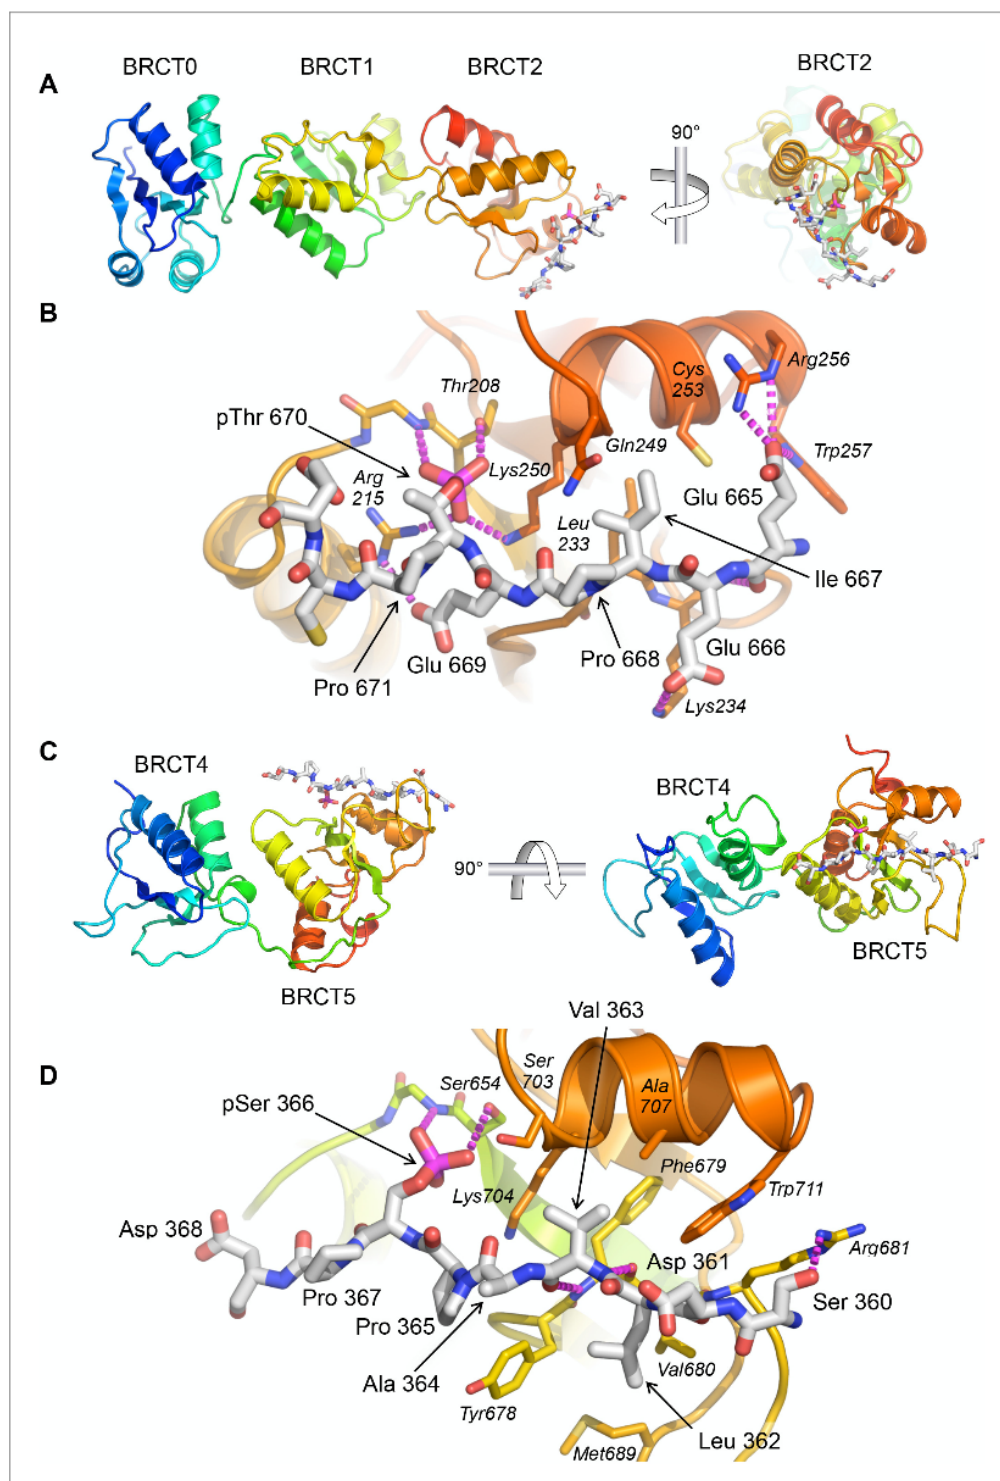 A
BRCT0
BRCT1
BRCT2
BRCT2
90°
B
Thr208
pThr 670
Arg
215
Lys250
Gln249
Cys
253
Arg256
Trp257
Glu 665
Leu
233
Ile 667
Pro 668
Glu 666
Glu 669
Pro 671
Lys234
C
BRCT4
BRCT5
90°
BRCT4
BRCT5
D
Val 363
Ser
703
Ser654
Ala
707
pSer 366
Phe679
Lys704
Trp711
Asp 368
Asp 361
Arg681
Pro 367
Ser 360
Pro 365
Val680
Ala 364
Tyr678
Leu 362
Met689